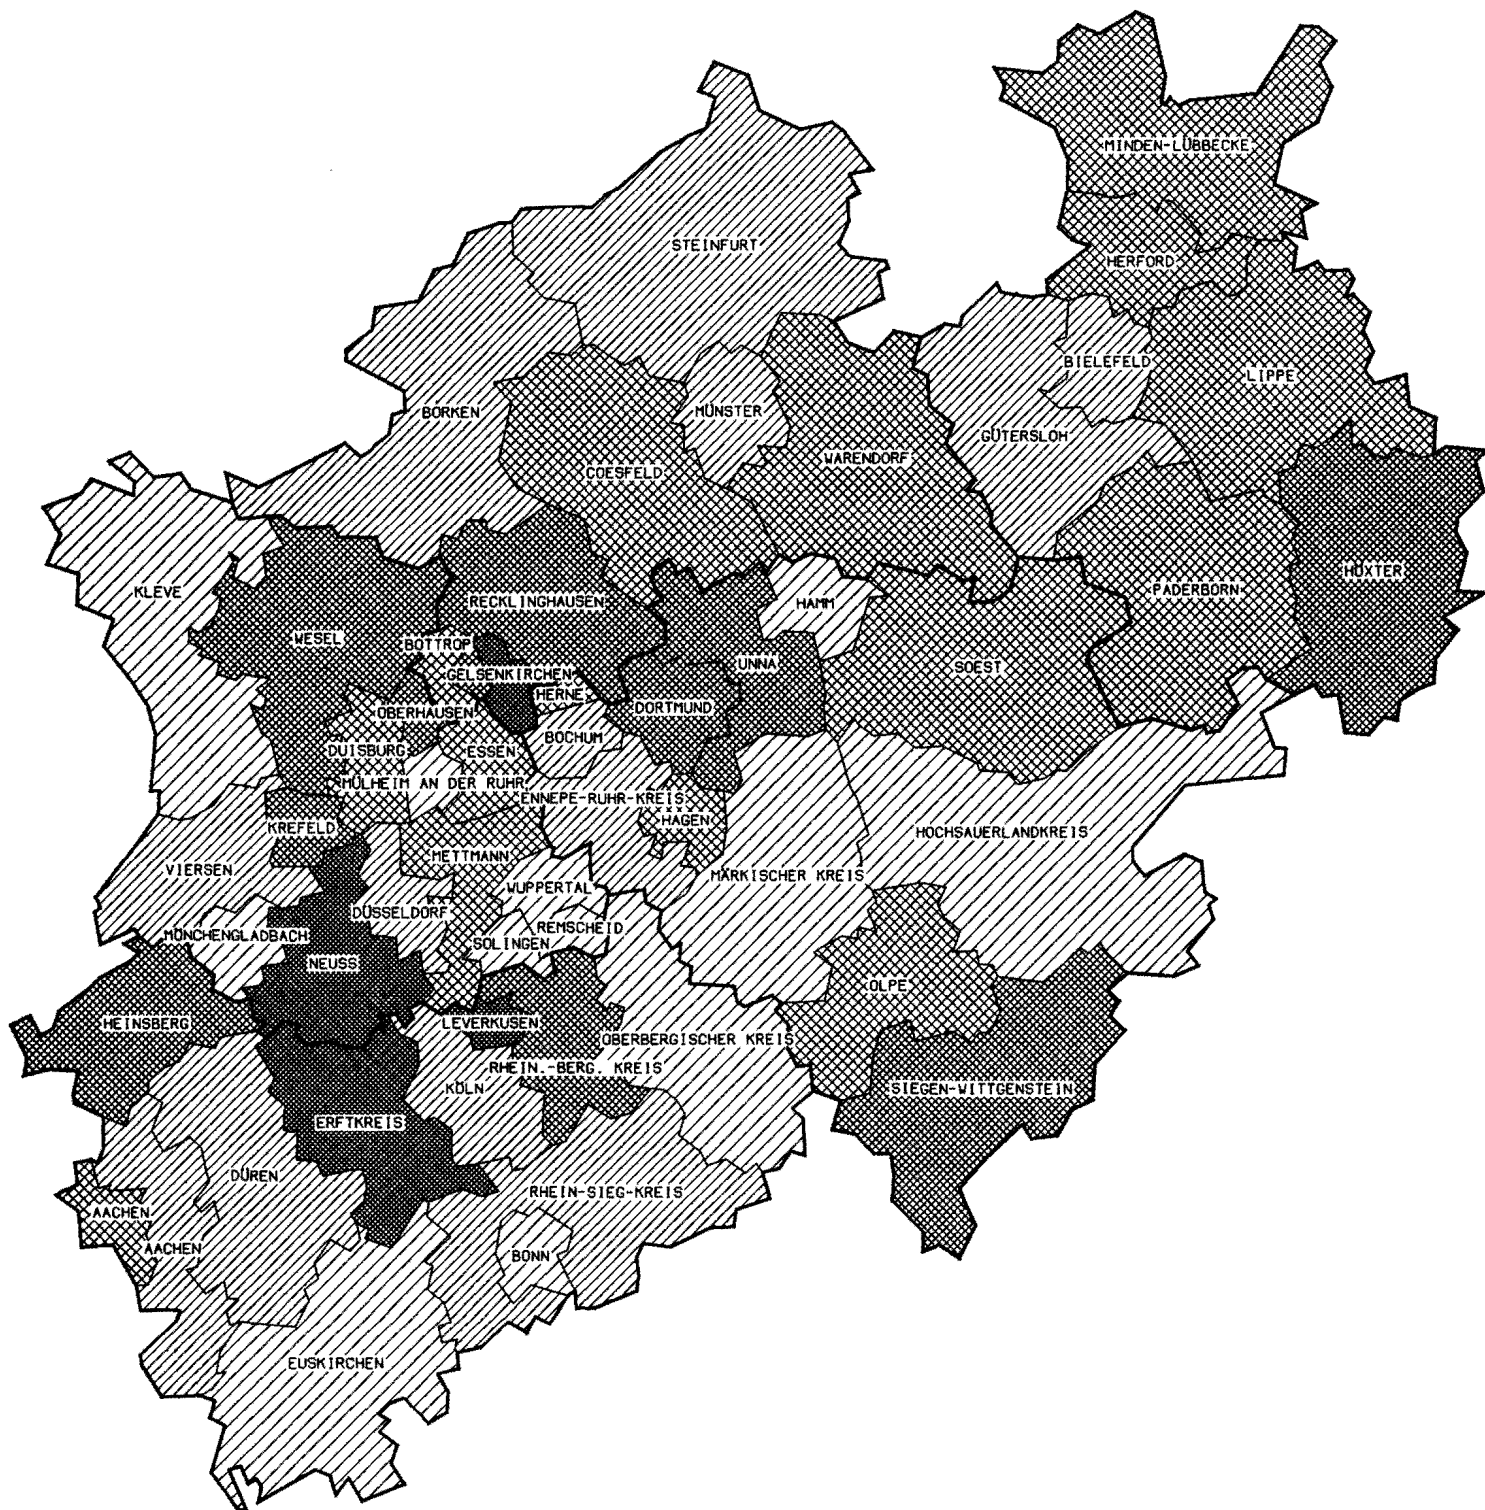 MINDEN-LÜBBECKE
STEINFURT
HERFORD
BIELEFELD
LIPPE
BORKEN
MÜNSTER
GÜTERSLOH
WARENDORF
COESFELD
HÖXTER
PADERBORN
KLEVE
RECKLINGHAUSEN
HAMM
WESEL
BOTTROP
UNNA
SOEST
GELSENKIRCHEN
HERNE
DORTMUND
OBERHAUSEN
BOCHUM
DUISBURG
ESSEN
MÜLHEIM AN DER RUHR
ENNEPE-RUHR-KREIS
HAGEN
KREFELD
HOCHSAUERLANDKREIS
METTMANN
VIERSEN
MÄRKISCHER KREIS
WUPPERTAL
DÜSSELDORF
REMSCHEID
MÖNCHENGLADBACH
SOLINGEN
NEUSS
OLPE
HEINSBERG
LEVERKUSEN
OBERBERGISCHER KREIS
RHEIN.-BERG. KREIS
KÖLN
SIEGEN-WITTGENSTEIN
ERFTKREIS
DÜREN
RHEIN-SIEG-KREIS
AACHEN
AACHEN
BONN
EUSKIRCHEN